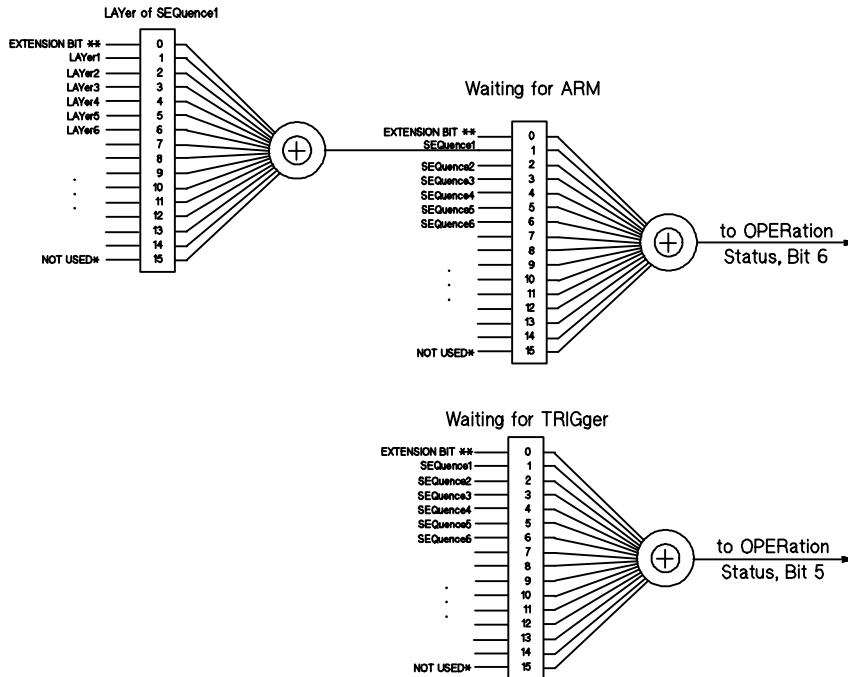 LAYer of SEQuence1
EXTENSION BIT ** 0
LAYer1 1
LAYer2 2
LAYer3 3
LAYer4 4
LAYer5 5
LAYer6 6
7
8
9
10
11
12
13
14
NOT USED* 15
Waiting for ARM
EXTENSION BIT ** 0
SEQuence1 1
SEQuence2 2
SEQuence3 3
SEQuence4 4
SEQuence5 5
SEQuence6 6
7
8
9
10
11
12
13
14
NOT USED* 15
to OPERation
Status, Bit 6
Waiting for TRIGger
EXTENSION BIT ** 0
SEQuence1 1
SEQuence2 2
SEQuence3 3
SEQuence4 4
SEQuence5 5
SEQuence6 6
7
8
9
10
11
12
13
14
NOT USED* 15
to OPERation
Status, Bit 5